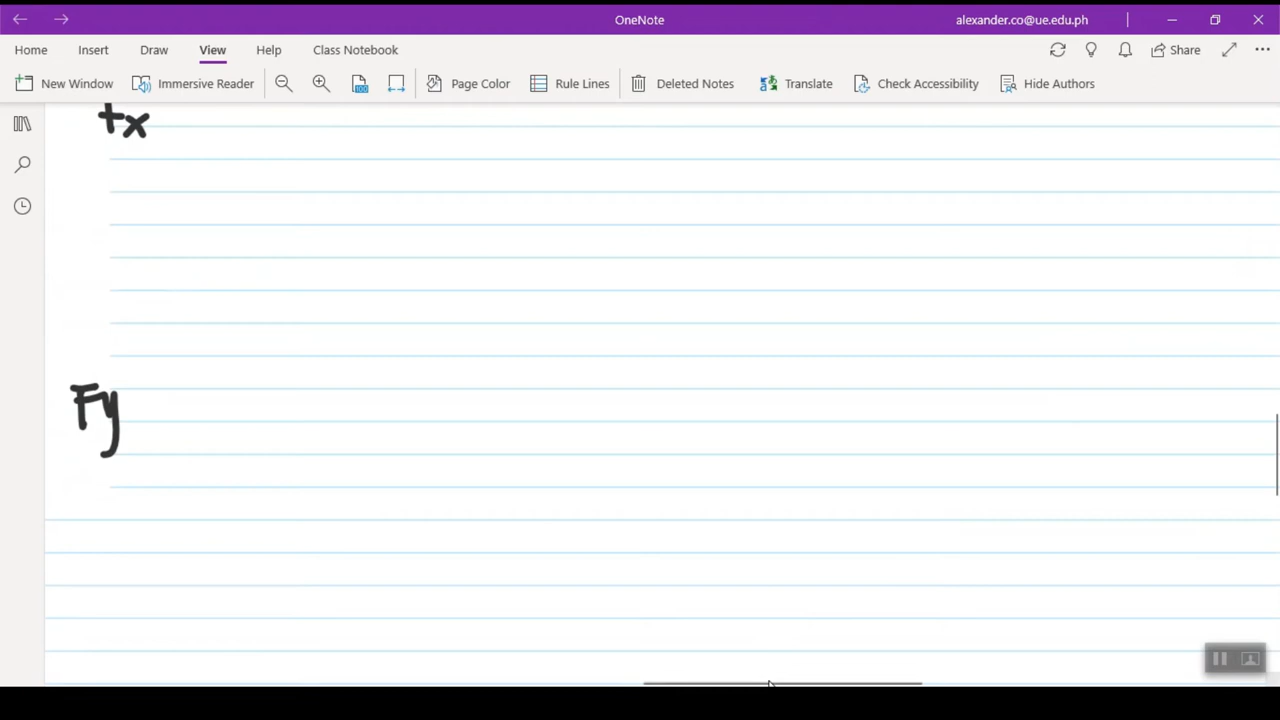 OneNote
alexander.co@ue.edu.ph
Home Insert Draw View Help Class Notebook
Share
New Window Immersive Reader 100 Page Color Rule Lines Deleted Notes Translate Check Accessibility Hide Authors
Fy